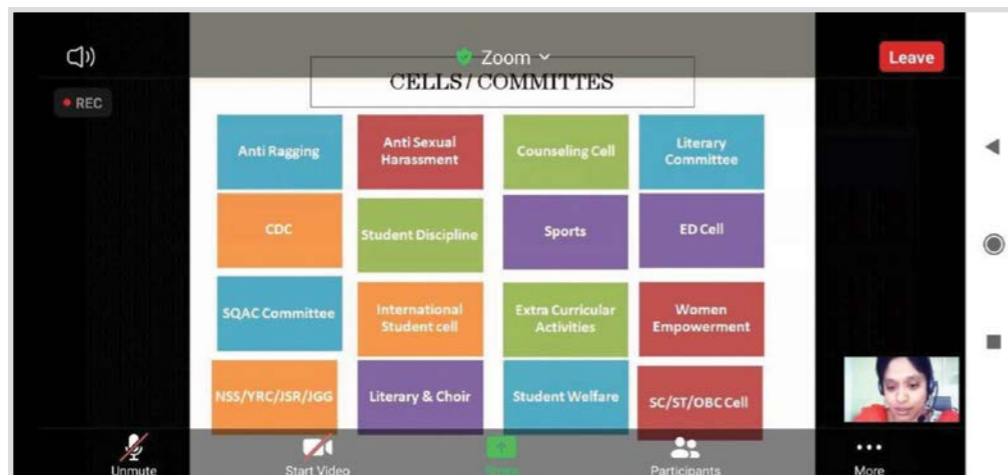 Zoom
Leave
REC
CELLS / COMMITTES
Anti Ragging
Anti Sexual
Harassment
Counseling Cell
Literary
Committee
CDC
Student Discipline
Sports
ED Cell
SQAC Committee
International
Student cell
Extra Curricular
Activities
Women
Empowerment
NSS/YRC/JSR/JGG
Literary & Choir
Student Welfare
SC/ST/OBC Cell
Unmute
Start Video
Share
Participants
More